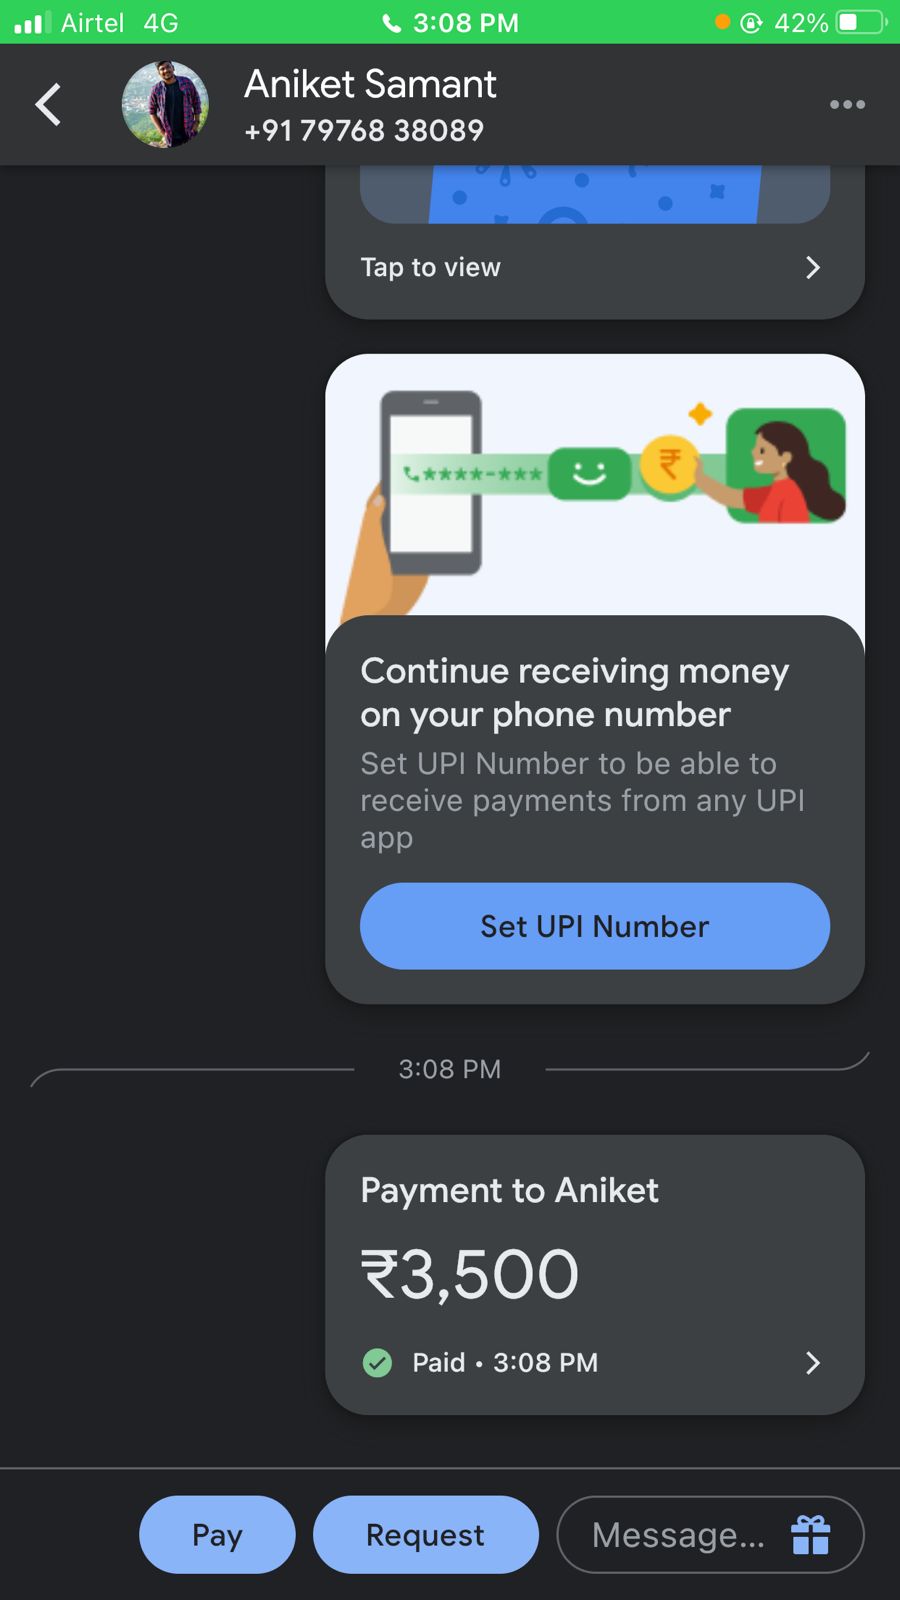 Airtel 4G 3:08 PM 42%
Aniket Samant
+91 79768 38089
Tap to view
****-***
₹
Continue receiving money
on your phone number
Set UPI Number to be able to
receive payments from any UPI
app
Set UPI Number
3:08 PM
Payment to Aniket
₹3,500
Paid • 3:08 PM
Pay Request Message...